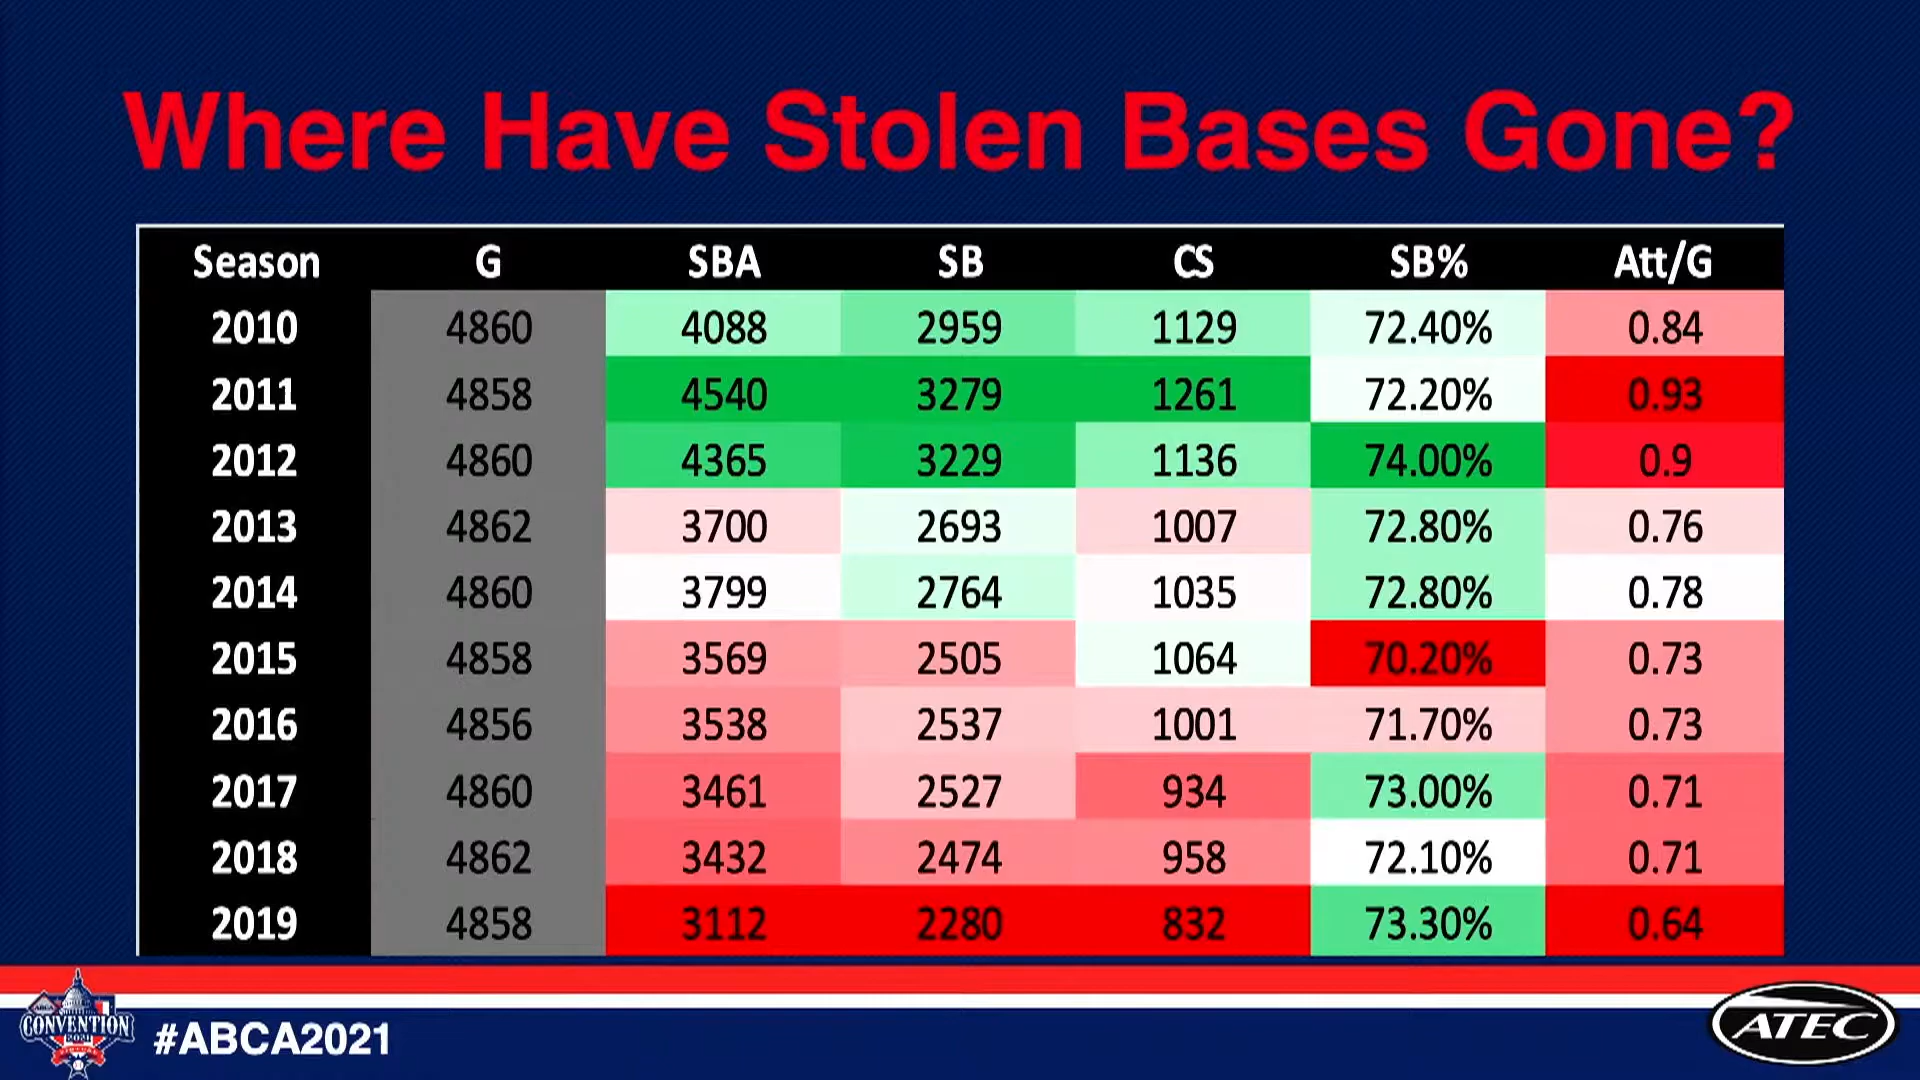 Where Have Stolen Bases Gone?
Season G SBA SB CS SB% Att/G
2010 4860 4088 2959 1129 72.40% 0.84
2011 4858 4540 3279 1261 72.20% 0.93
2012 4860 4365 3229 1136 74.00% 0.9
2013 4862 3700 2693 1007 72.80% 0.76
2014 4860 3799 2764 1035 72.80% 0.78
2015 4858 3569 2505 1064 70.20% 0.73
2016 4856 3538 2537 1001 71.70% 0.73
2017 4860 3461 2527 934 73.00% 0.71
2018 4862 3432 2474 958 72.10% 0.71
2019 4858 3112 2280 832 73.30% 0.64
ABCA
CONVENTION
2021
#ABCA2021
ATEC